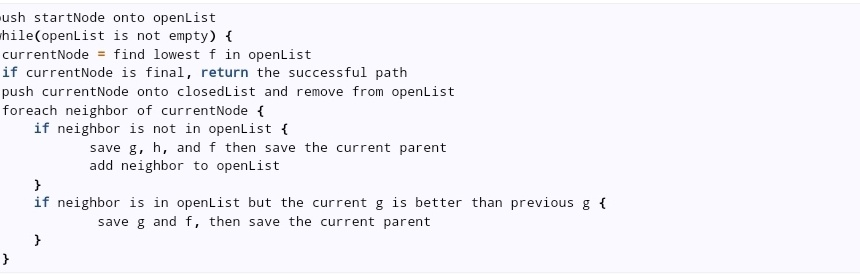 push startNode onto openList
while(openList is not empty) {
currentNode = find lowest f in openList
if currentNode is final, return the successful path
push currentNode onto closedList and remove from openList
foreach neighbor of currentNode {
if neighbor is not in openList {
save g, h, and f then save the current parent
add neighbor to openList
}
if neighbor is in openList but the current g is better than previous g {
save g and f, then save the current parent
}
}